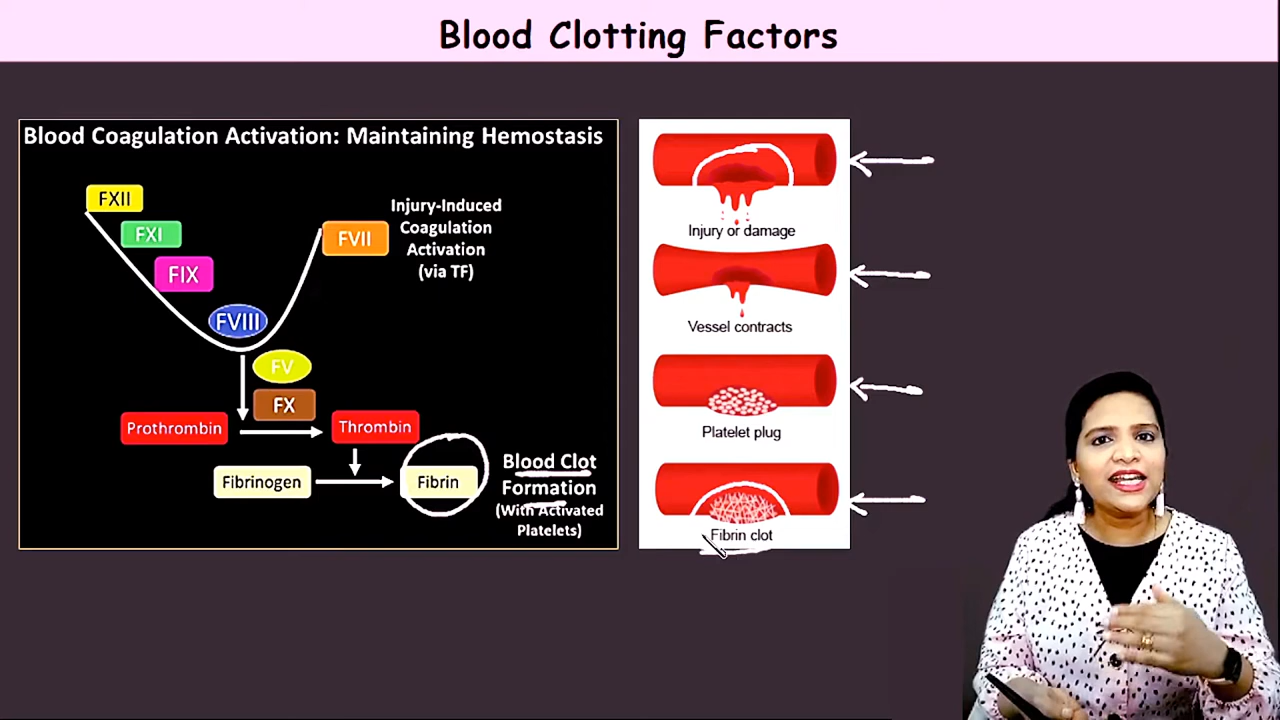 Blood Clotting Factors
Blood Coagulation Activation: Maintaining Hemostasis
FXII
FXI
FIX
FVIII
FVII
Injury-Induced
Coagulation
Activation
(via TF)
FV
FX
Prothrombin
Thrombin
Fibrinogen
Fibrin
Blood Clot
Formation
(With Activated
Platelets)
Injury or damage
Vessel contracts
Platelet plug
Fibrin clot